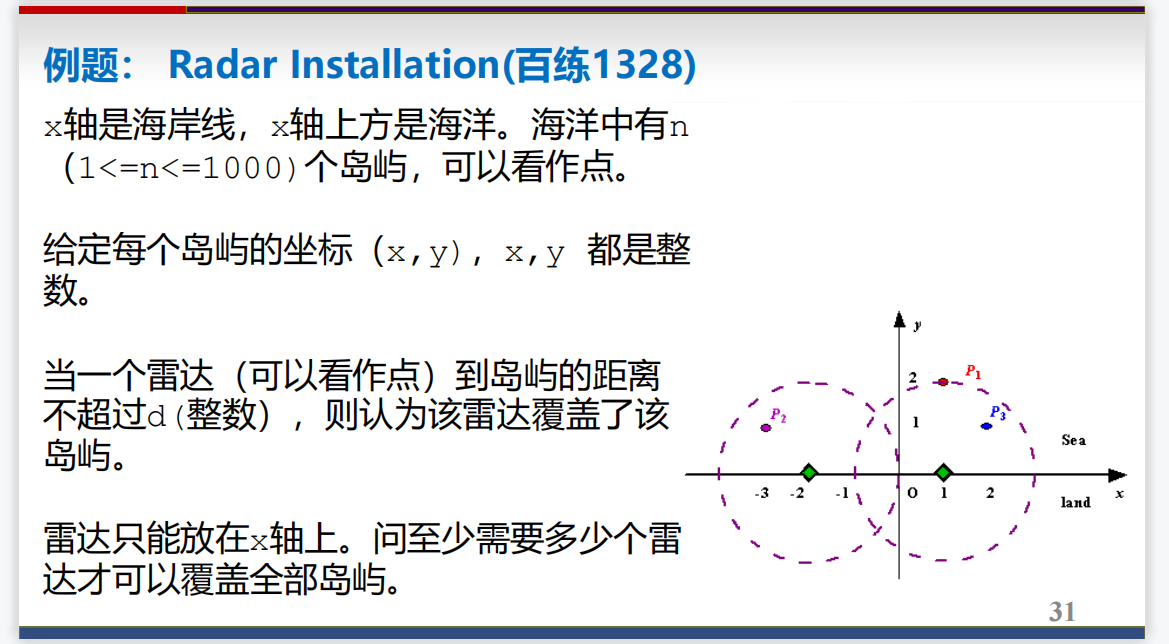 例题： Radar Installation(百练1328)
x轴是海岸线，x轴上方是海洋。海洋中有n
（1<=n<=1000)个岛屿，可以看作点。
给定每个岛屿的坐标（x,y)，x,y 都是整
数。
当一个雷达（可以看作点）到岛屿的距离
不超过d(整数），则认为该雷达覆盖了该
岛屿。
雷达只能放在x轴上。问至少需要多少个雷
达才可以覆盖全部岛屿。
y
2 P1
P2 1 P3
Sea
-3 -2 -1 O 1 2 x
land
31